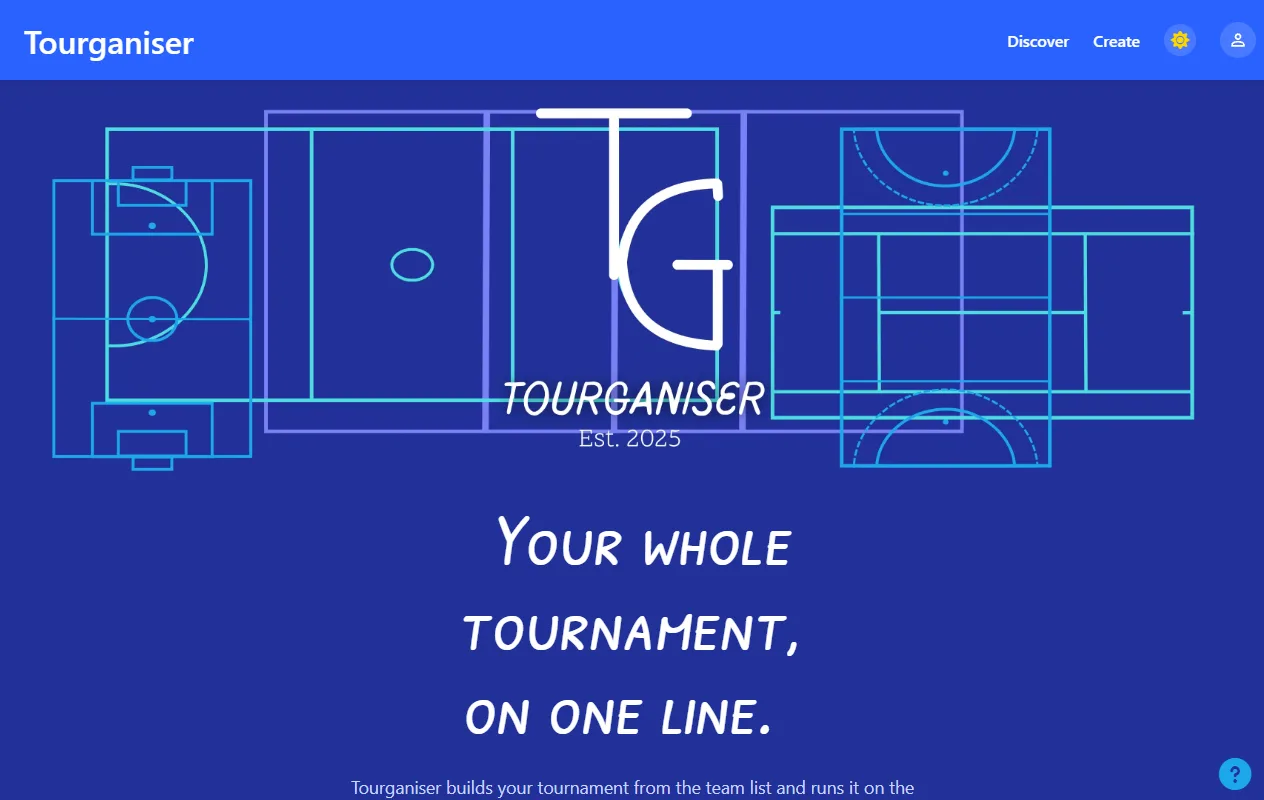 Tourganiser
Discover
Create
TG
TOURGANISER
Est. 2025
Your whole
tournament,
on one line.
Tourganiser builds your tournament from the team list and runs it on the
?